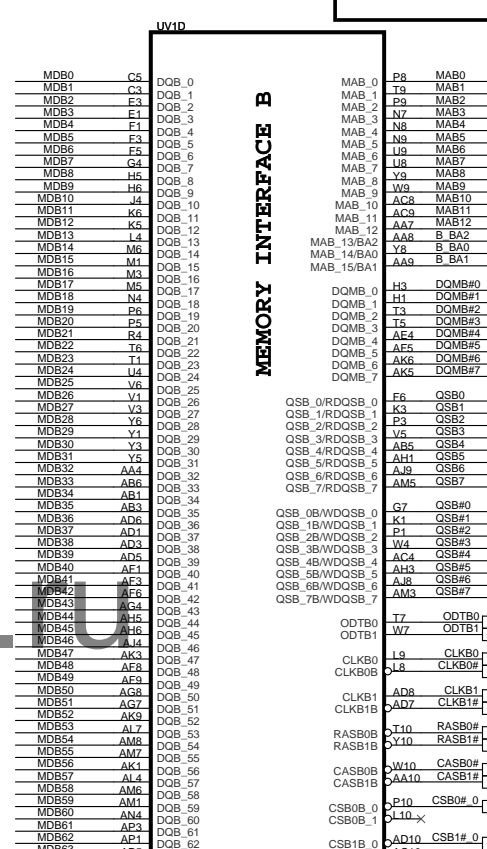 UV1D
MDB0 C5 DQB_0
MDB1 C3 DQB_1
MDB2 E3 DQB_2
MDB3 E1 DQB_3
MDB4 F1 DQB_4
MDB5 F3 DQB_5
MDB6 F5 DQB_6
MDB7 G4 DQB_7
MDB8 H5 DQB_8
MDB9 H6 DQB_9
MDB10 J4 DQB_10
MDB11 K6 DQB_11
MDB12 K5 DQB_12
MDB13 L4 DQB_13
MDB14 M6 DQB_14
MDB15 M1 DQB_15
MDB16 M3 DQB_16
MDB17 M5 DQB_17
MDB18 N4 DQB_18
MDB19 P6 DQB_19
MDB20 P5 DQB_20
MDB21 R4 DQB_21
MDB22 T6 DQB_22
MDB23 T1 DQB_23
MDB24 U4 DQB_24
MDB25 V6 DQB_25
MDB26 V1 DQB_26
MDB27 V3 DQB_27
MDB28 Y6 DQB_28
MDB29 Y1 DQB_29
MDB30 Y3 DQB_30
MDB31 Y5 DQB_31
MDB32 AA4 DQB_32
MDB33 AB6 DQB_33
MDB34 AB1 DQB_34
MDB35 AB3 DQB_35
MDB36 AD6 DQB_36
MDB37 AD1 DQB_37
MDB38 AD3 DQB_38
MDB39 AD5 DQB_39
MDB40 AF1 DQB_40
MDB41 AF3 DQB_41
MDB42 AF6 DQB_42
MDB43 AG4 DQB_43
MDB44 AH5 DQB_44
MDB45 AH6 DQB_45
MDB46 AJ4 DQB_46
MDB47 AK3 DQB_47
MDB48 AF8 DQB_48
MDB49 AF9 DQB_49
MDB50 AG8 DQB_50
MDB51 AG7 DQB_51
MDB52 AK9 DQB_52
MDB53 AL7 DQB_53
MDB54 AM8 DQB_54
MDB55 AM7 DQB_55
MDB56 AK1 DQB_56
MDB57 AL4 DQB_57
MDB58 AM6 DQB_58
MDB59 AM1 DQB_59
MDB60 AN4 DQB_60
MDB61 AP3 DQB_61
MDB62 AP1 DQB_62
MDB63
.ru
MEMORY INTERFACE B
MAB_0 P8 MAB0
MAB_1 T9 MAB1
MAB_2 P9 MAB2
MAB_3 N7 MAB3
MAB_4 N8 MAB4
MAB_5 N9 MAB5
MAB_6 U9 MAB6
MAB_7 U8 MAB7
MAB_8 Y9 MAB8
MAB_9 W9 MAB9
MAB_10 AC8 MAB10
MAB_11 AC9 MAB11
MAB_12 AA7 MAB12
MAB_13/BA2 AA8 B_BA2
MAB_14/BA0 Y8 B_BA0
MAB_15/BA1 AA9 B_BA1
DQMB_0 H3 DQMB#0
DQMB_1 H1 DQMB#1
DQMB_2 T3 DQMB#2
DQMB_3 T5 DQMB#3
DQMB_4 AE4 DQMB#4
DQMB_5 AF5 DQMB#5
DQMB_6 AK6 DQMB#6
DQMB_7 AK5 DQMB#7
QSB_0/RDQSB_0 F6 QSB0
QSB_1/RDQSB_1 K3 QSB1
QSB_2/RDQSB_2 P3 QSB2
QSB_3/RDQSB_3 V5 QSB3
QSB_4/RDQSB_4 AB5 QSB4
QSB_5/RDQSB_5 AH1 QSB5
QSB_6/RDQSB_6 AJ9 QSB6
QSB_7/RDQSB_7 AM5 QSB7
QSB_0B/WDQSB_0 G7 QSB#0
QSB_1B/WDQSB_1 K1 QSB#1
QSB_2B/WDQSB_2 P1 QSB#2
QSB_3B/WDQSB_3 W4 QSB#3
QSB_4B/WDQSB_4 AC4 QSB#4
QSB_5B/WDQSB_5 AH3 QSB#5
QSB_6B/WDQSB_6 AJ8 QSB#6
QSB_7B/WDQSB_7 AM3 QSB#7
ODTB0 T7 ODTB0
ODTB1 W7 ODTB1
CLKB0 L9 CLKB0
CLKB0B L8 CLKB0#
CLKB1 AD8 CLKB1
CLKB1B AD7 CLKB1#
RASB0B T10 RASB0#
RASB1B Y10 RASB1#
CASB0B W10 CASB0#
CASB1B AA10 CASB1#
CSB0B_0 P10 CSB0#_0
CSB0B_1 L10
CSB1B_0 AD10 CSB1#_0